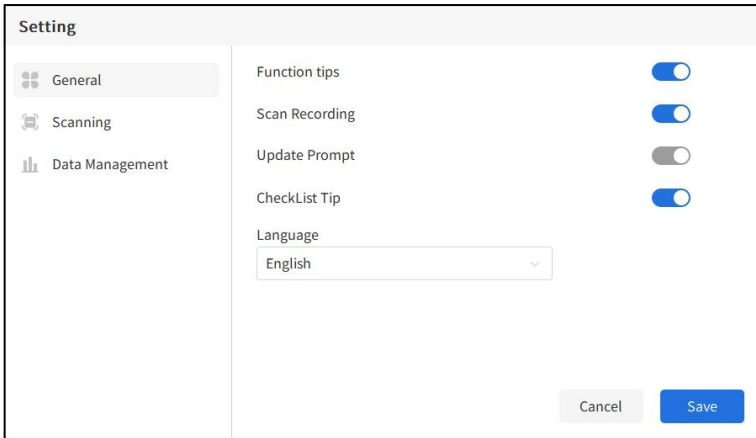 Setting
General
Scanning
Data Management
Function tips
Scan Recording
Update Prompt
CheckList Tip
Language
English
Cancel
Save